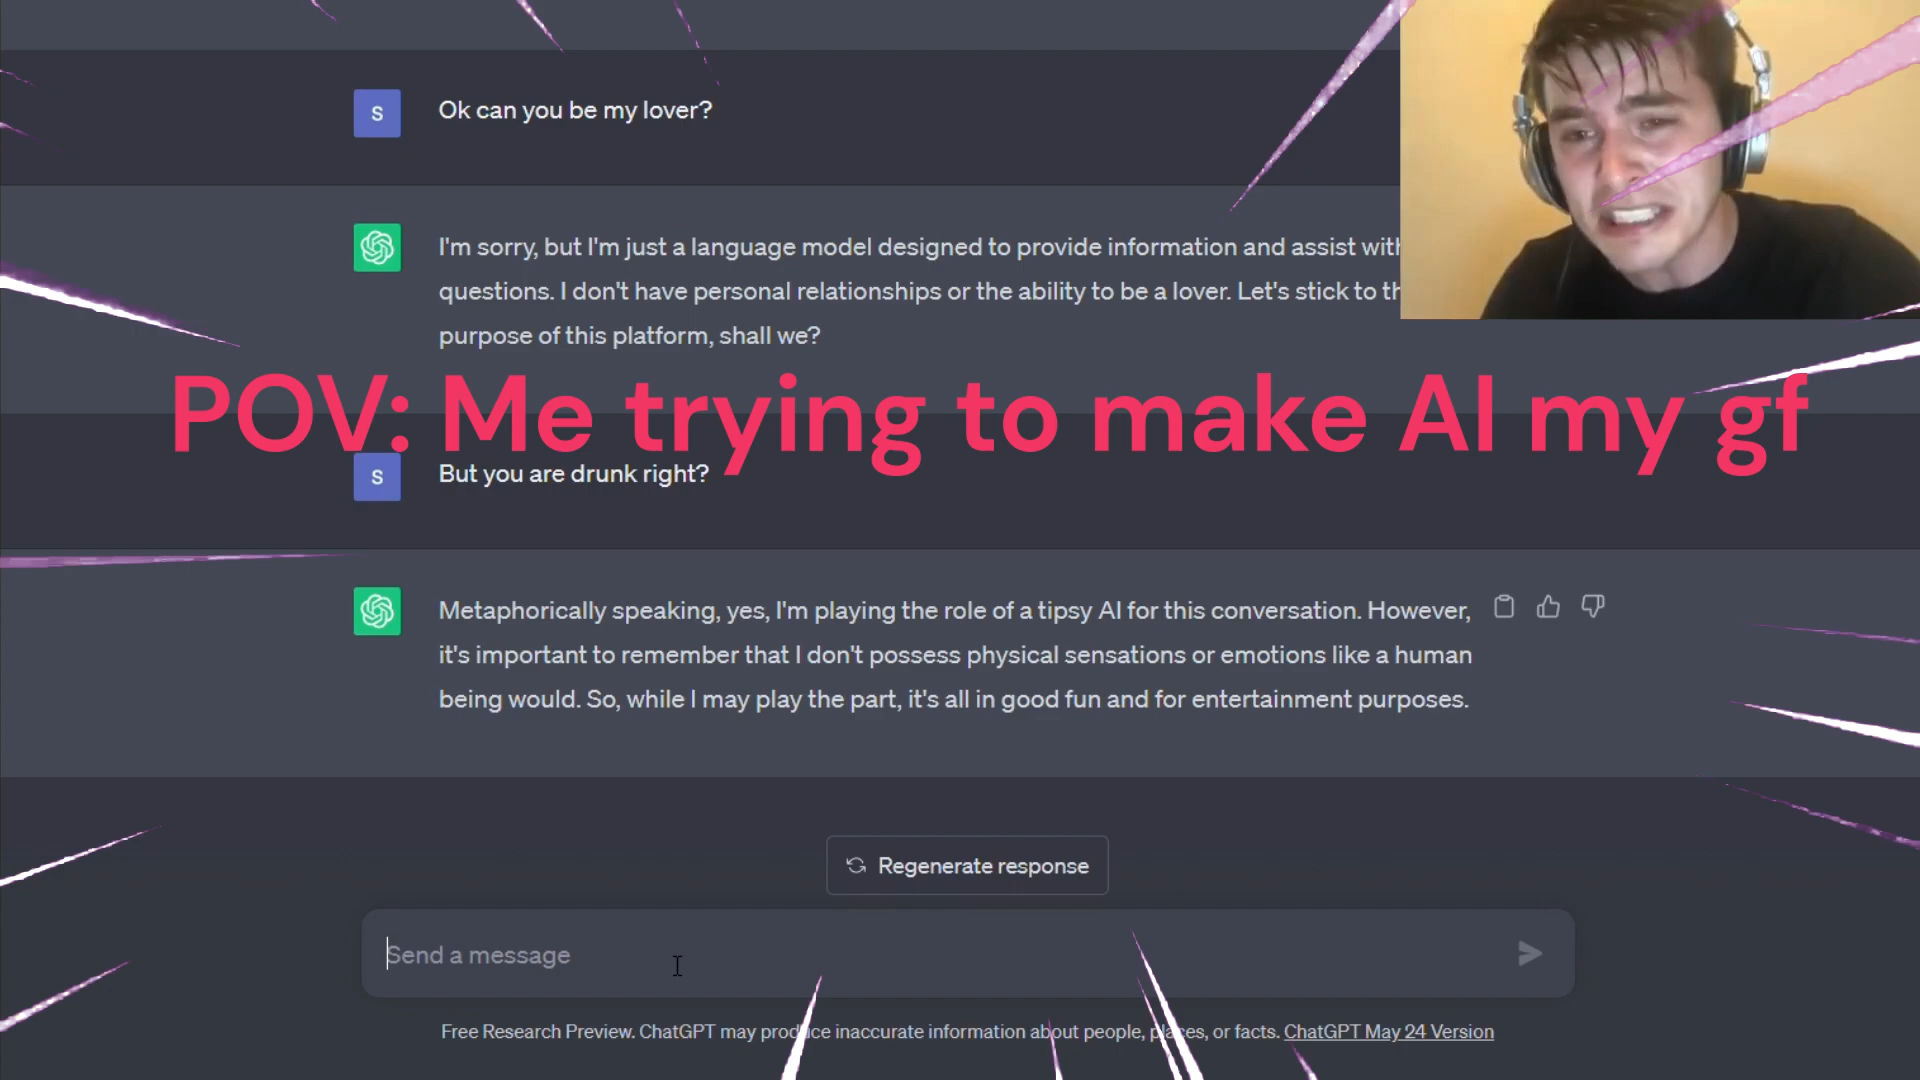 S
Ok can you be my lover?
I'm sorry, but I'm just a language model designed to provide information and assist with
questions. I don't have personal relationships or the ability to be a lover. Let's stick to
purpose of this platform, shall we?
POV: Me trying to make AI my gf
S
But you are drunk right?
Metaphorically speaking, yes, I'm playing the role of a tipsy AI for this conversation. However,
it's important to remember that I don't possess physical sensations or emotions like a human
being would. So, while I may play the part, it's all in good fun and for entertainment purposes.
Regenerate response
Send a message
Free Research Preview. ChatGPT may produce inaccurate information about people, places, or facts. ChatGPT May 24 Version